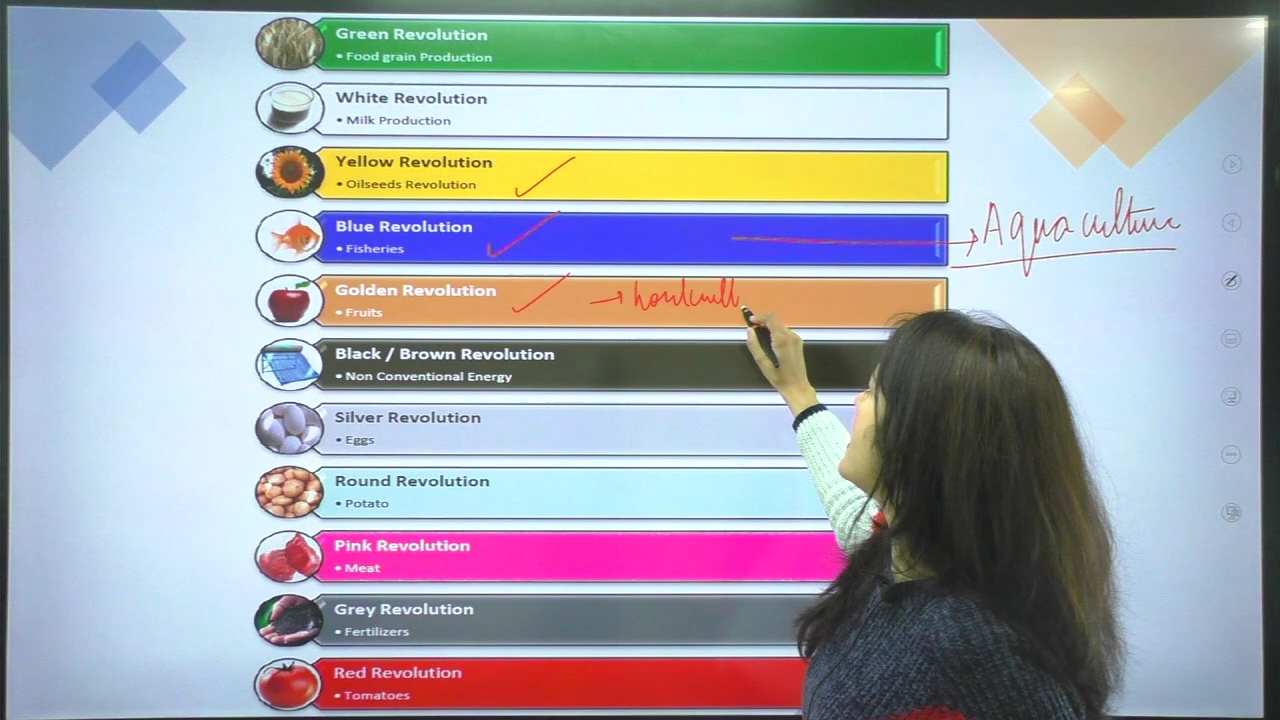 Green Revolution
• Food grain Production
White Revolution
• Milk Production
Yellow Revolution
• Oilseeds Revolution
Blue Revolution
• Fisheries
→ Aquaculture
Golden Revolution
• Fruits
Black / Brown Revolution
• Non Conventional Energy
Silver Revolution
• Eggs
Round Revolution
• Potato
Pink Revolution
• Meat
Grey Revolution
• Fertilizers
Red Revolution
• Tomatoes